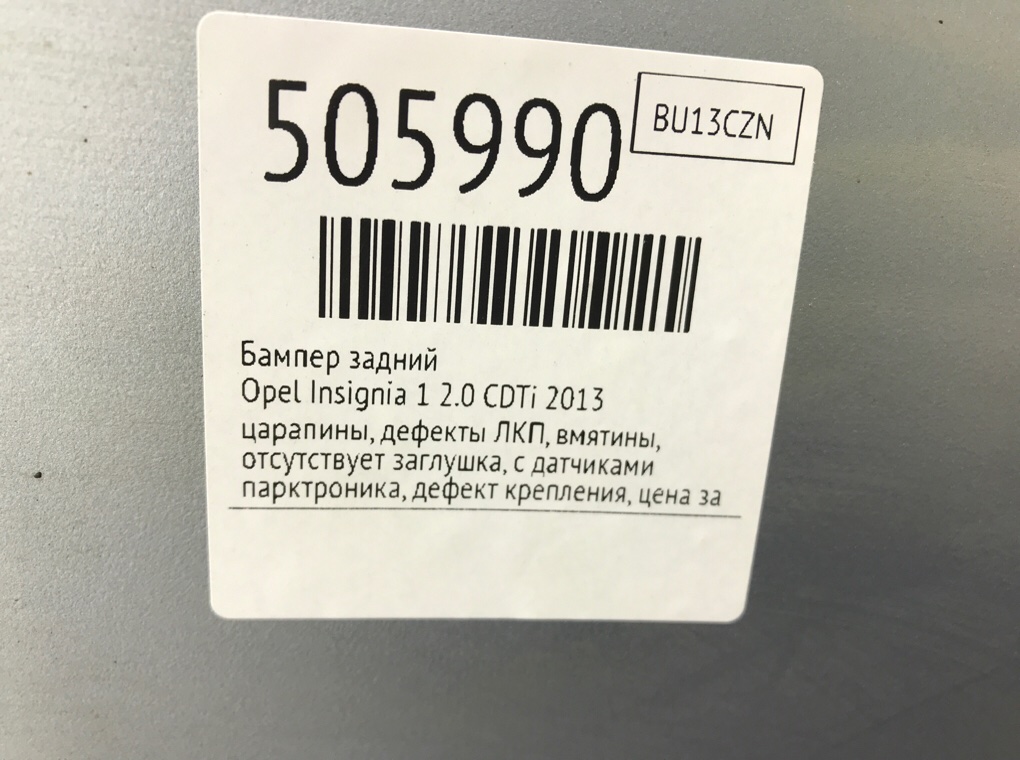 505990
BU13CZN
Бампер задний
Opel Insignia 1 2.0 CDTi 2013
царапины, дефекты ЛКП, вмятины,
отсутствует заглушка, с датчиками
парктроника, дефект крепления, цена за